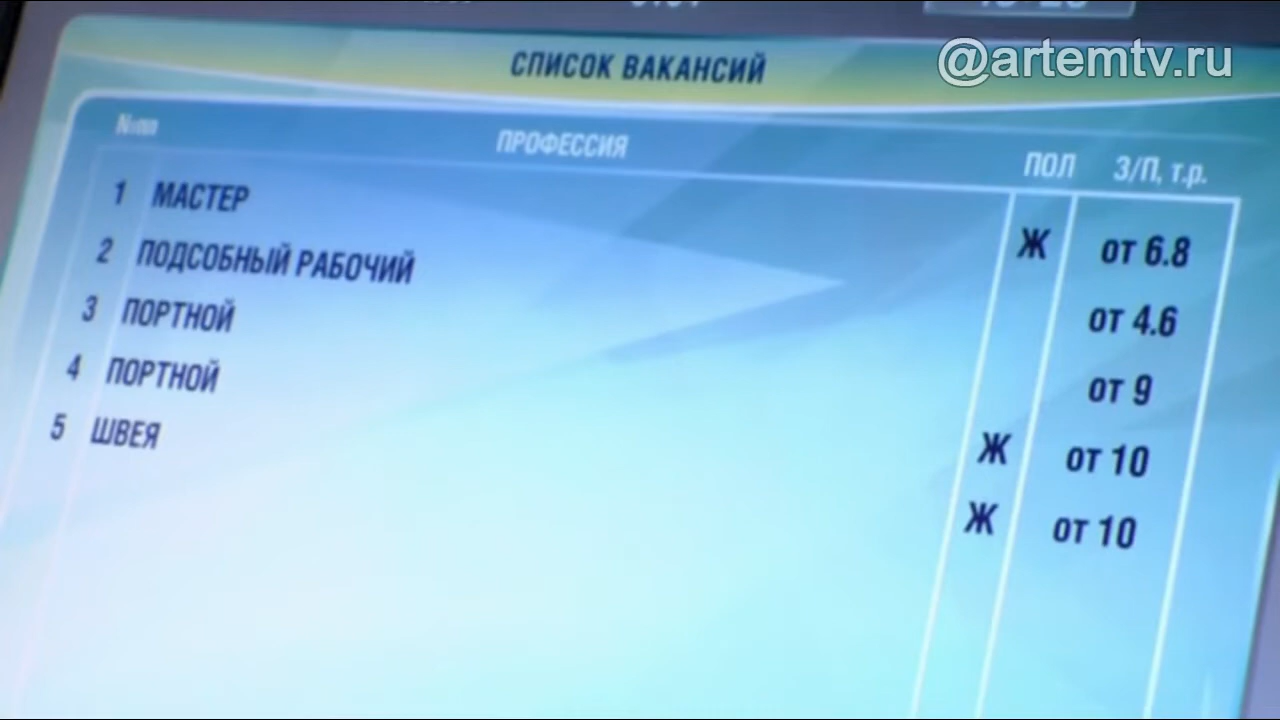 @artemtv.ru
СПИСОК ВАКАНСИЙ
№пп ПРОФЕССИЯ ПОЛ З/П, т.р.
1 МАСТЕР Ж от 6.8
2 ПОДСОБНЫЙ РАБОЧИЙ от 4.6
3 ПОРТНОЙ от 9
4 ПОРТНОЙ Ж от 10
5 ШВЕЯ Ж от 10